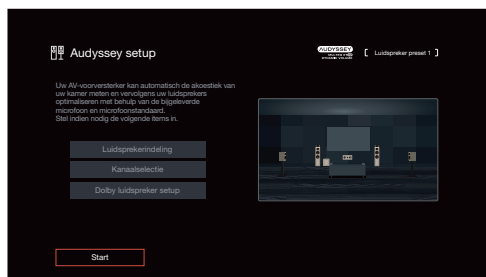 Audyssey setup
AUDYSSEY
DYNAMIC VOLUME
Luidspreker preset 1
Uw AV-voorversterker kan automatisch de akoestiek van
uw kamer meten en vervolgens uw luidsprekers
optimaliseren met behulp van de bijgeleverde
microfoon en microfoonstandaard.
Stel indien nodig de volgende items in.
Luidsprekerindeling
Kanaalselectie
Dolby luidspreker setup
Start